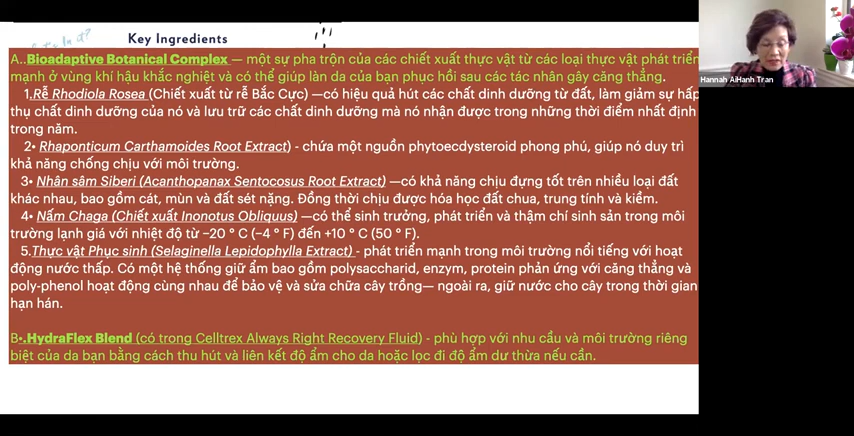 Key Ingredients
A..Bioadaptive Botanical Complex — một sự pha trộn của các chiết xuất thực vật từ các loại thực vật phát triển
mạnh ở vùng khí hậu khắc nghiệt và có thể giúp làn da của bạn phục hồi sau các tác nhân gây căng thẳng.
1.Rễ Rhodiola Rosea (Chiết xuất từ rễ Bắc Cực) —có hiệu quả hút các chất dinh dưỡng từ đất, làm giảm sự hấp
thụ chất dinh dưỡng của nó và lưu trữ các chất dinh dưỡng mà nó nhận được trong những thời điểm nhất định
trong năm.
2• Rhaponticum Carthamoides Root Extract) - chứa một nguồn phytoecdysteroid phong phú, giúp nó duy trì
khả năng chống chịu với môi trường.
3• Nhân sâm Siberi (Acanthopanax Sentocosus Root Extract) —có khả năng chịu đựng tốt trên nhiều loại đất
khác nhau, bao gồm cát, mùn và đất sét nặng. Đồng thời chịu được hóa học đất chua, trung tính và kiềm.
4• Nấm Chaga (Chiết xuất Inonotus Obliquus) —có thể sinh trưởng, phát triển và thậm chí sinh sản trong môi
trường lạnh giá với nhiệt độ từ −20 ° C (−4 ° F) đến +10 ° C (50 ° F).
5.Thực vật Phục sinh (Selaginella Lepidophylla Extract) - phát triển mạnh trong môi trường nổi tiếng với hoạt
động nước thấp. Có một hệ thống giữ ẩm bao gồm polysaccharid, enzym, protein phản ứng với căng thẳng và
poly-phenol hoạt động cùng nhau để bảo vệ và sửa chữa cây trồng— ngoài ra, giữ nước cho cây trong thời gian
hạn hán.
B•.HydraFlex Blend (có trong Celltrex Always Right Recovery Fluid) - phù hợp với nhu cầu và môi trường riêng
biệt của da bạn bằng cách thu hút và liên kết độ ẩm cho da hoặc lọc đi độ ẩm dư thừa nếu cần.
Hannah AiHanh Tran